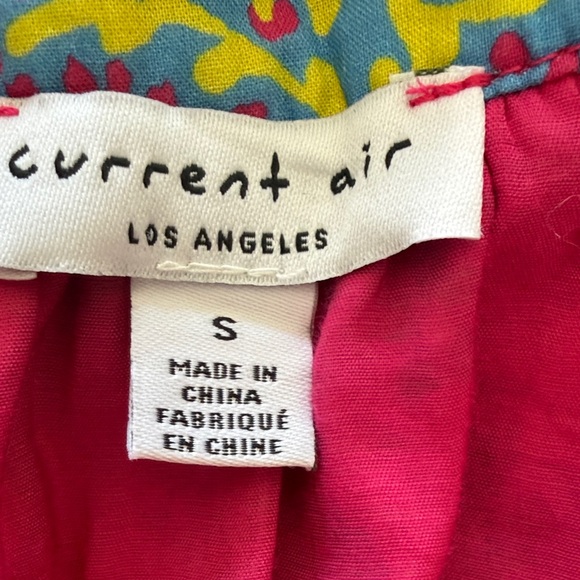 current air
LOS ANGELES
S
MADE IN
CHINA
FABRIQUÉ
EN CHINE